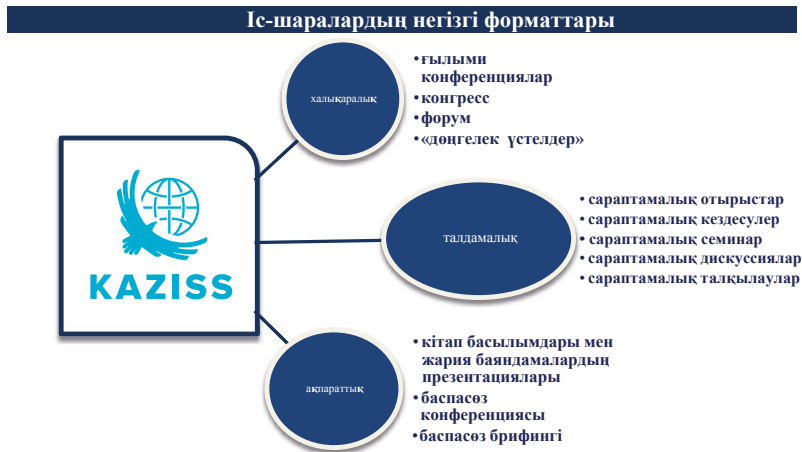 Іс-шаралардың негізгі форматтары
халықаралық
•ғылыми
конференциялар
•конгресс
•форум
•«дөңгелек үстелдер»
KAZISS
талдамалық
•сараптамалық отырыстар
•сараптамалық кездесулер
•сараптамалық семинар
•сараптамалық дискуссиялар
•сараптамалық талқылаулар
ақпараттық
•кітап басылымдары мен
жария баяндамалардың
презентациялары
•баспасөз
конференциясы
•баспасөз брифингі